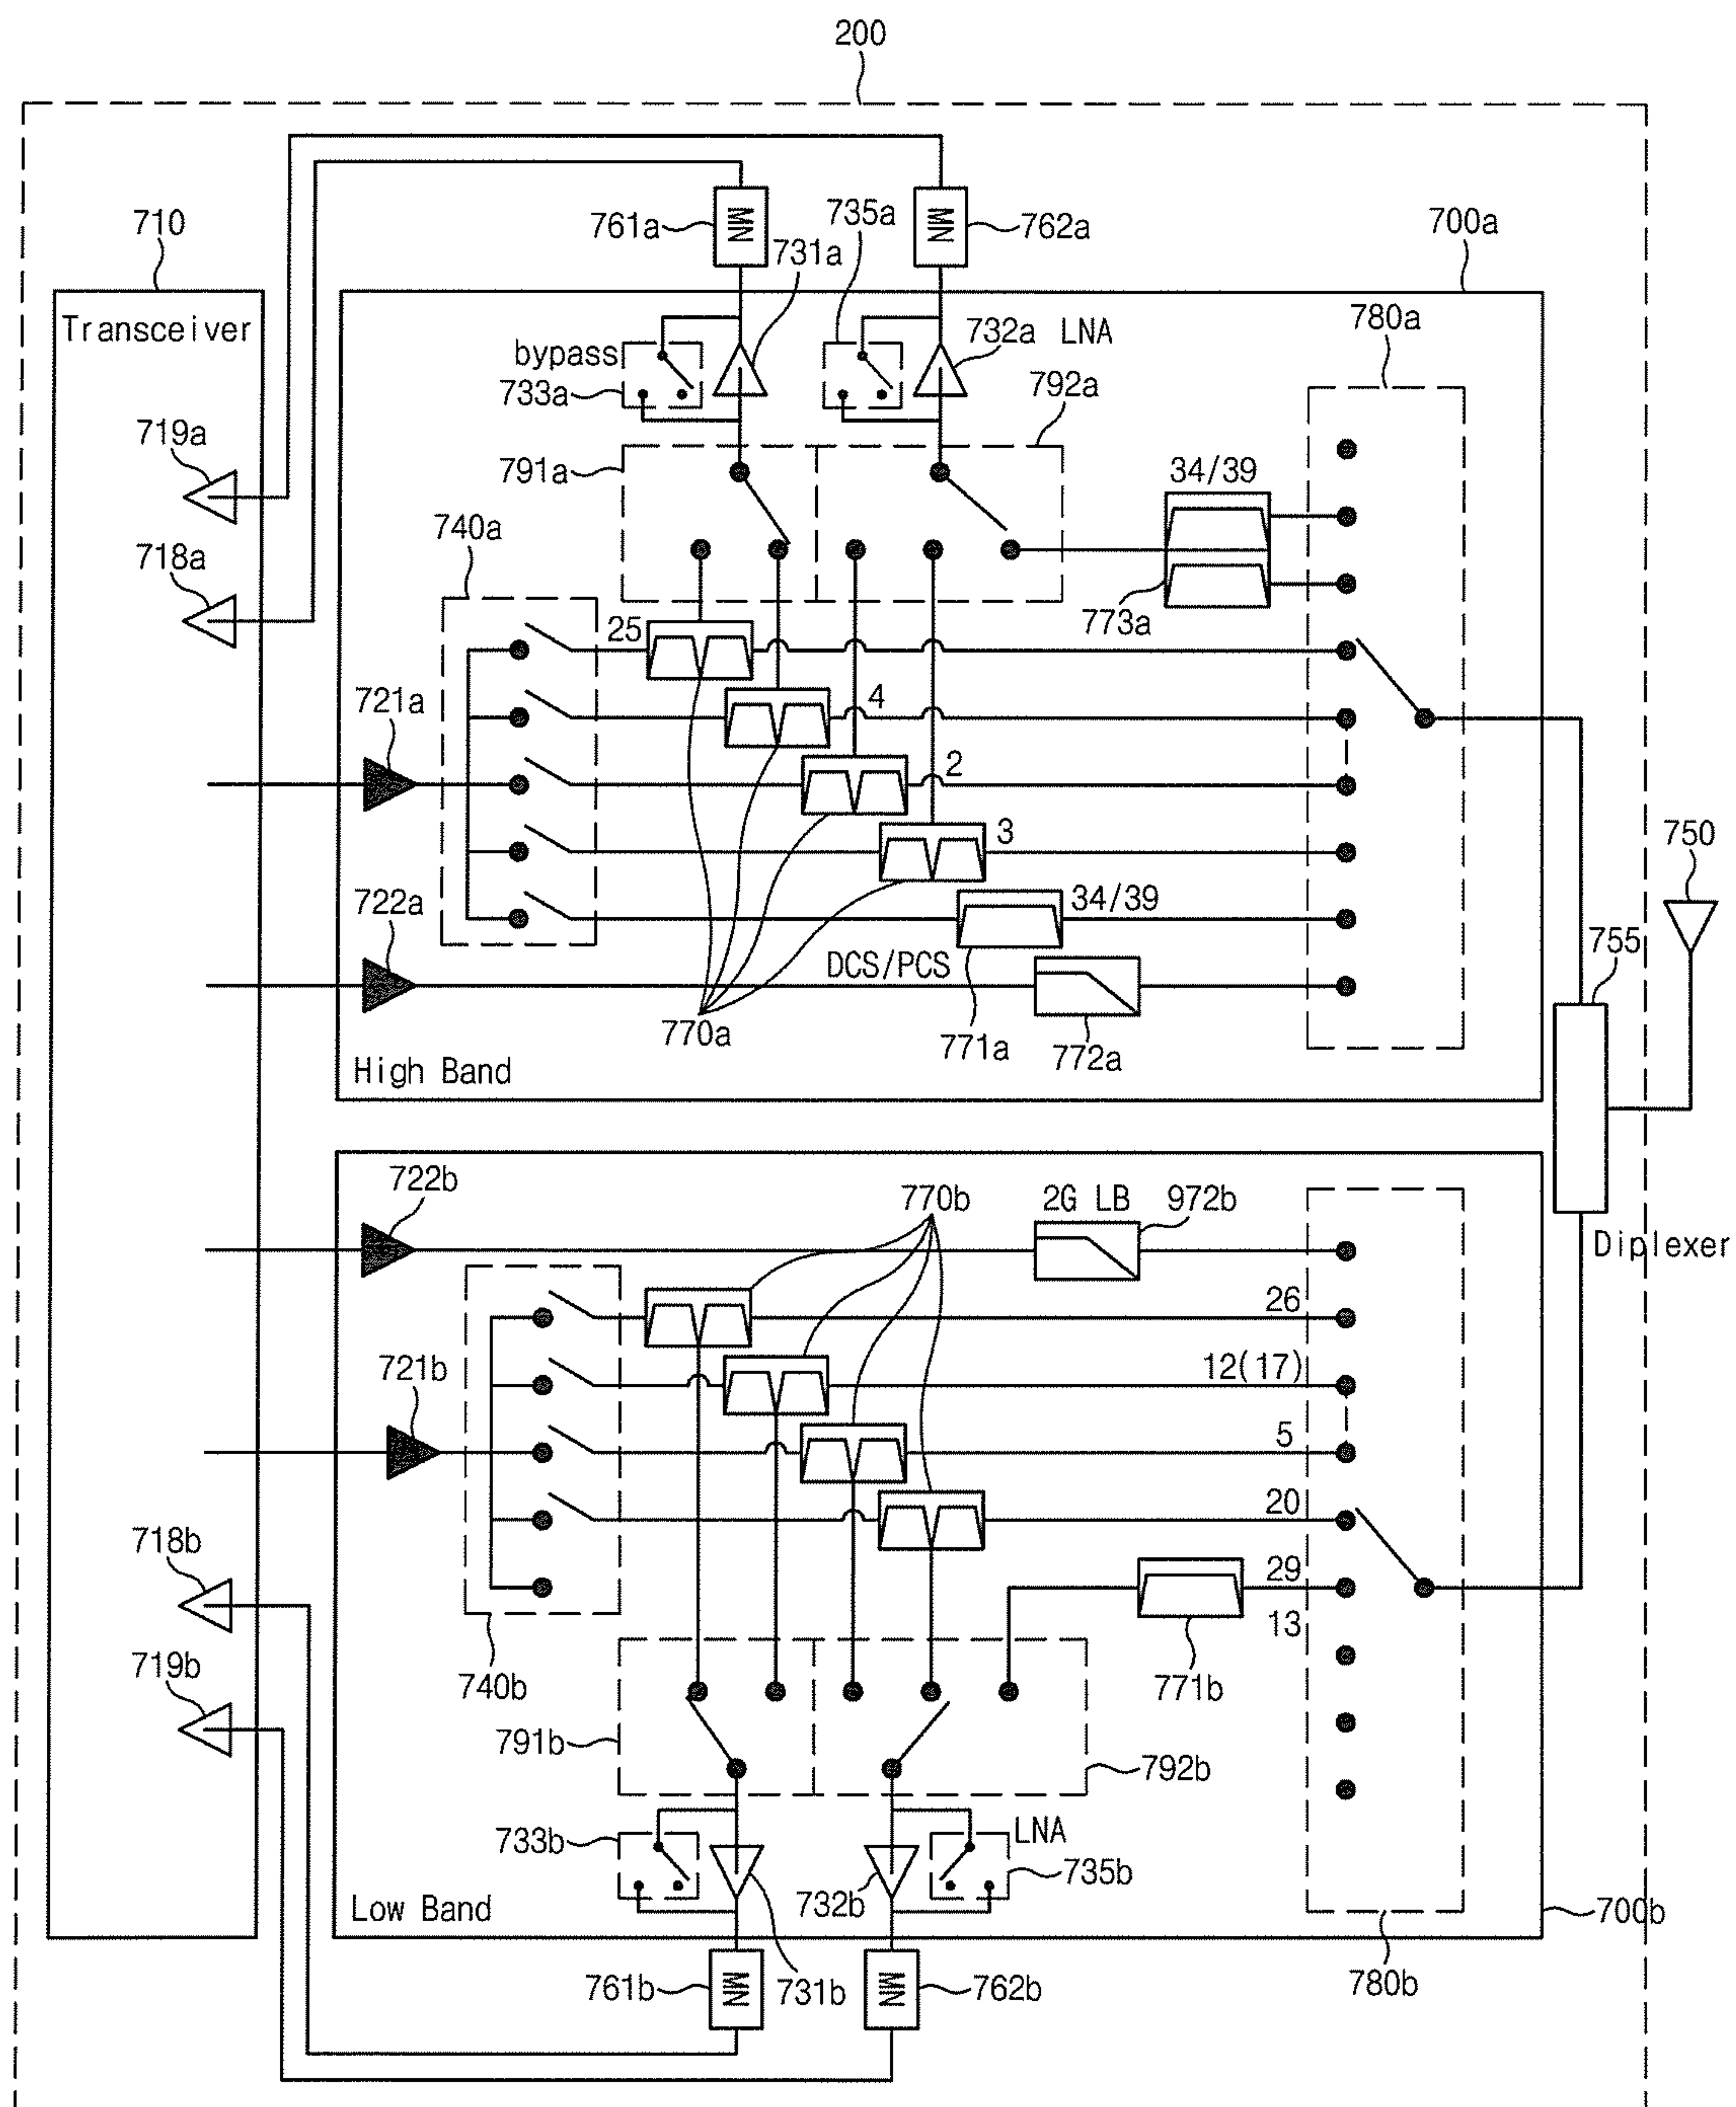 200
710
Transceiver
761a
735a
762a
731a
700a
bypass
733a
732a LNA
780a
792a
719a
791a
34/39
740a
718a
773a
25
721a
4
2
3
750
722a
34/39
755
DCS/PCS
770a
771a
772a
High Band
MN
MN
722b
770b
2G LB
972b
Diplexer
26
721b
12(17)
5
20
718b
29
13
719b
740b
771b
791b
792b
733b
LNA
735b
732b
Low Band
700b
761b
MN
731b
MN
762b
780b